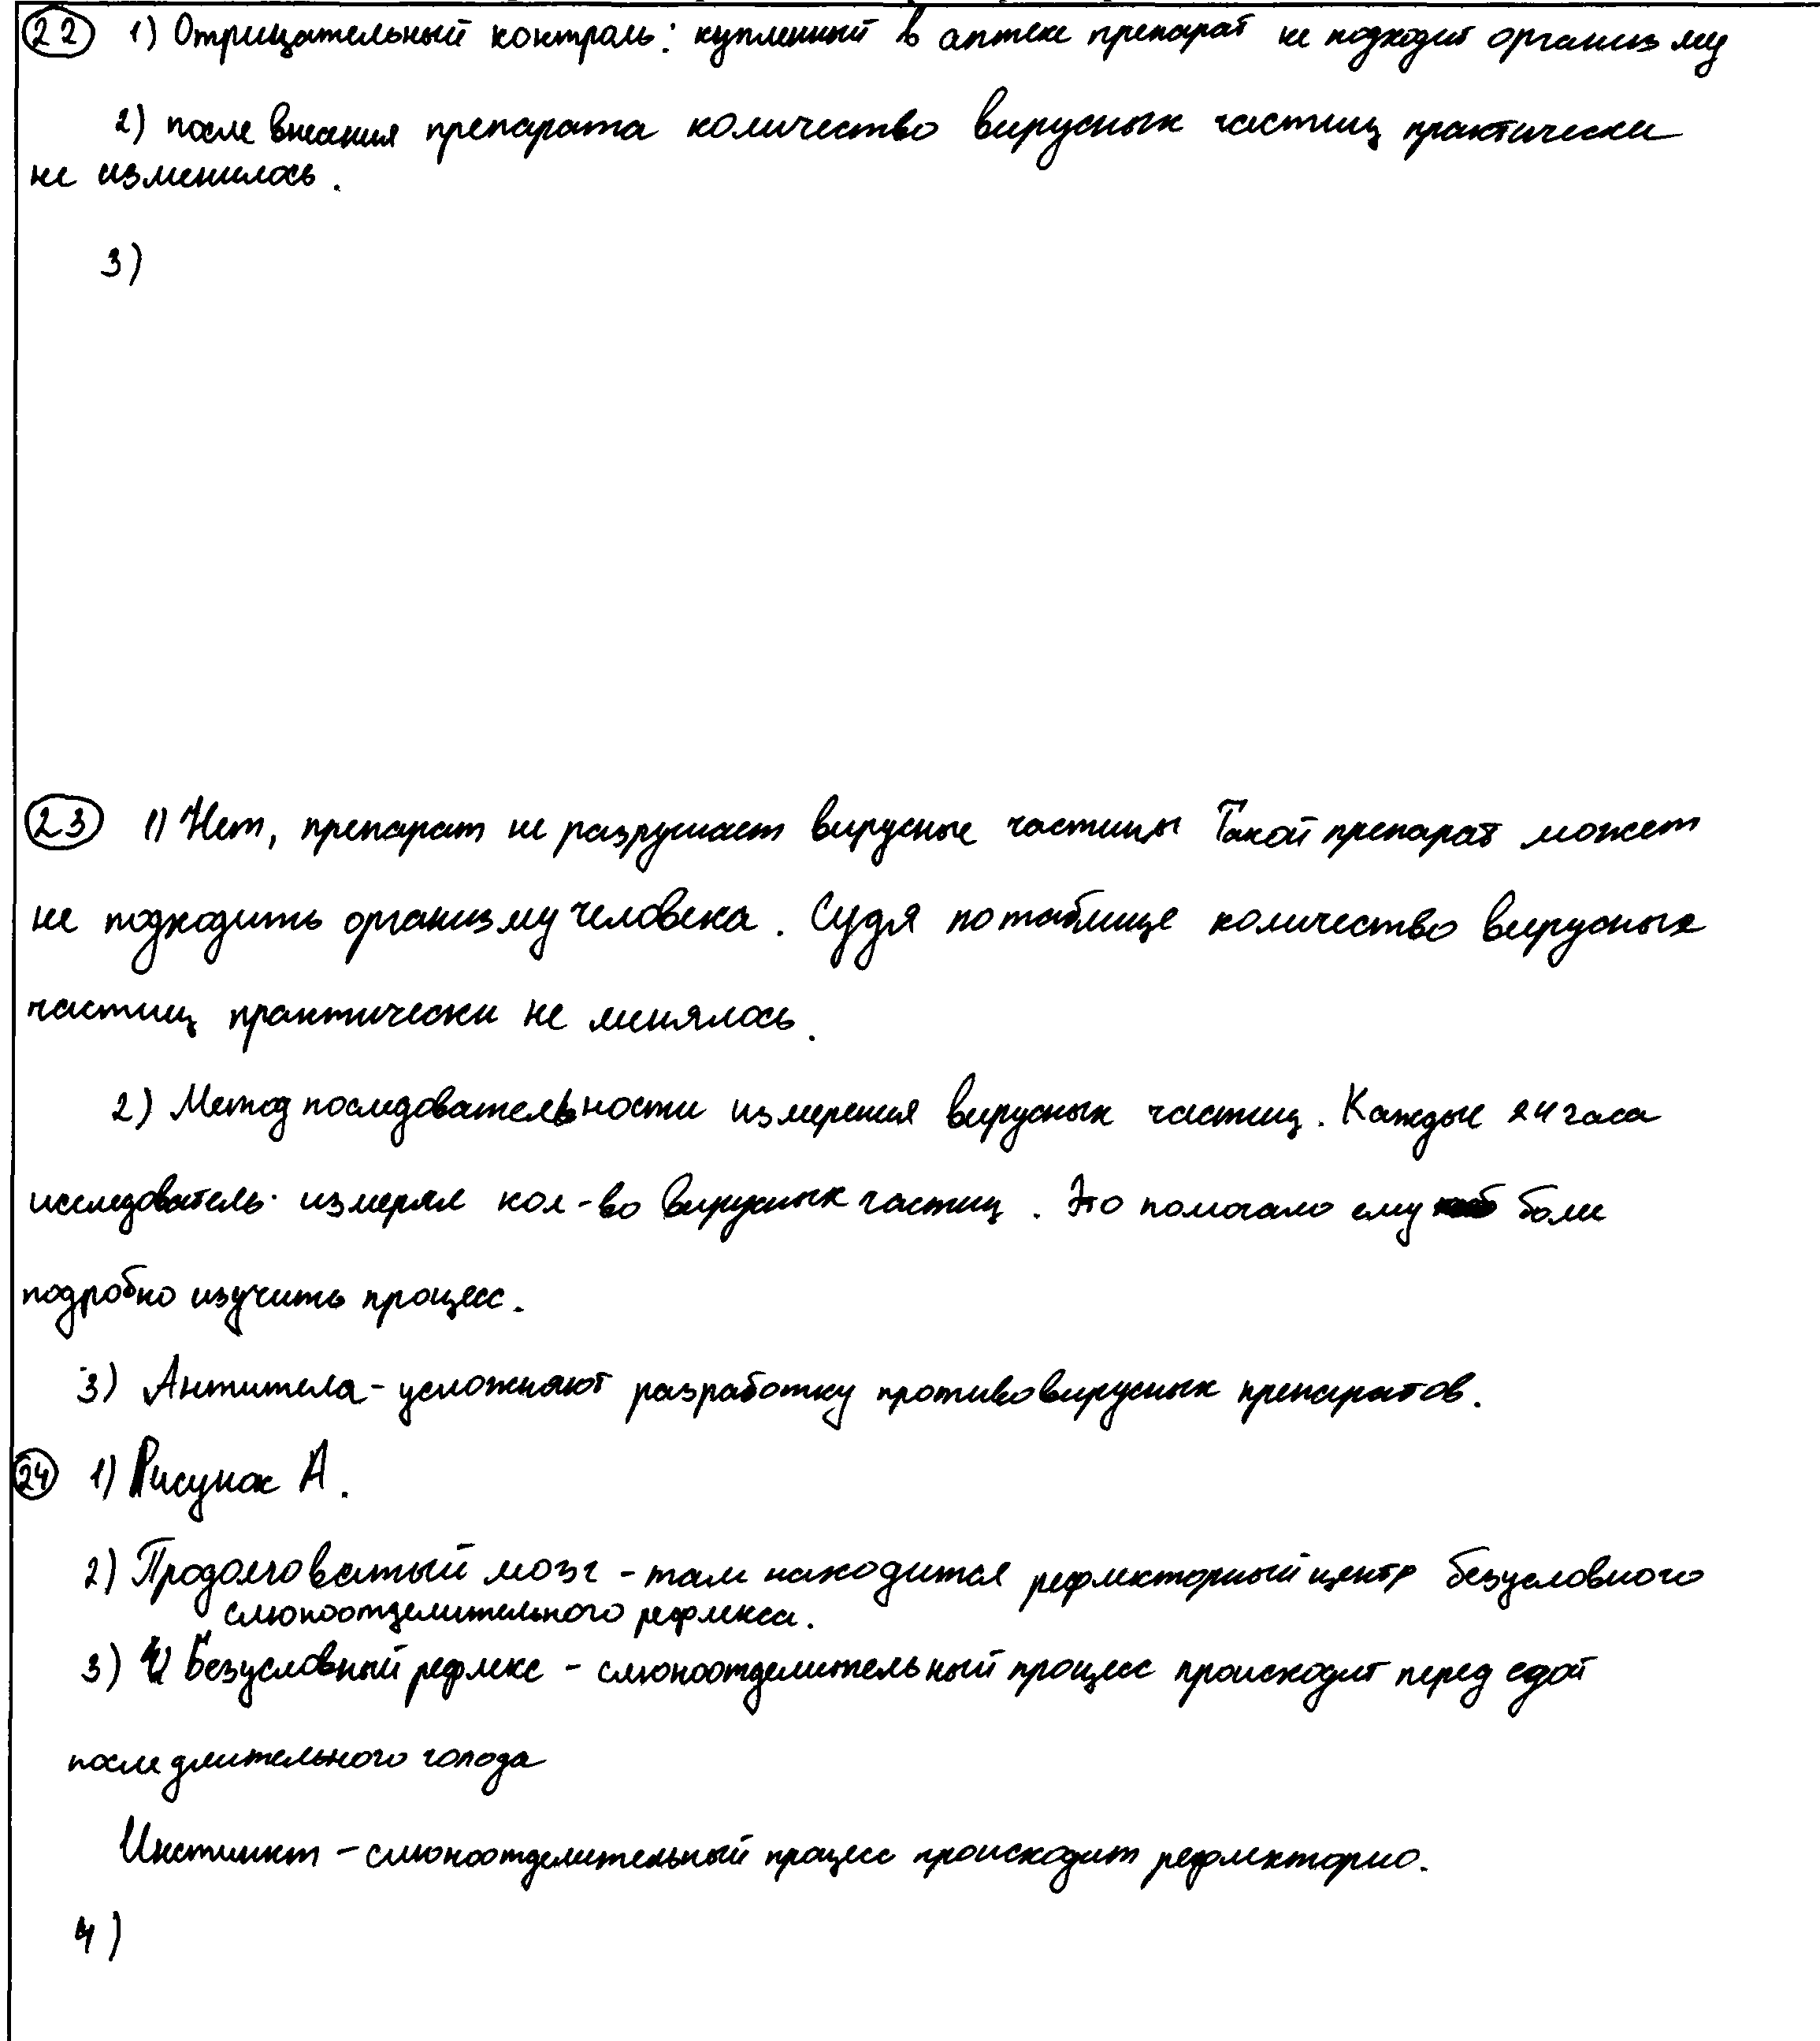 22 1) Отрицательный контроль: купленный в аптеке препарат не подходит организму
2) после внесения препарата количество вирусных частиц практически
не изменилось.
3)
23 1) Нет, препарат не разрушает вирусные частицы Такой препарат может
не подходить организму человека. Судя по таблице количество вирусных
частиц практически не менялось.
2) Метод последовательности измерения вирусных частиц. Каждые 24 часа
исследователь измерял кол-во вирусных частиц. Это помогало ему боле
подробно изучить процесс.
3) Антитела - усложняют разработку противовирусных препаратов.
24 1) Рисунок А.
2) Продолговатый мозг - там находится рефлекторный центр безусловного
слюноотделительного рефлекса.
3) Безусловный рефлекс - слюноотделительный процесс происходит перед едой
после длительного голода
Инстинкт - слюноотделительный процесс происходит рефлекторно.
4)